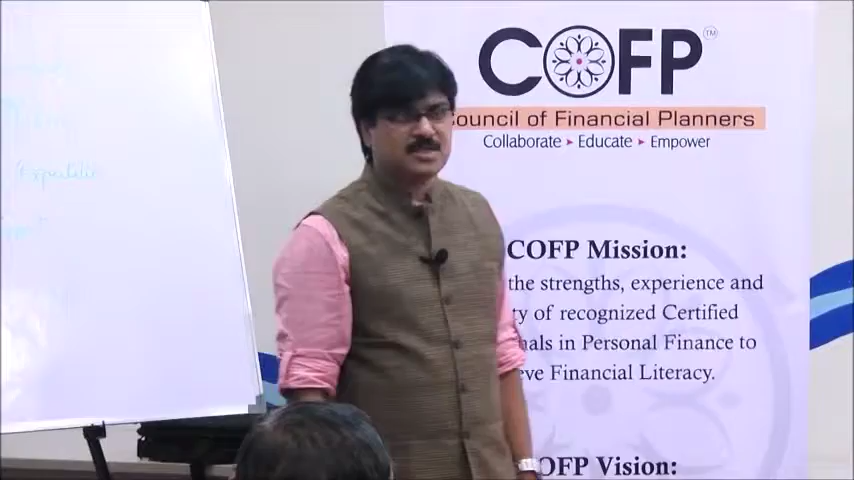 COFP
TM
Council of Financial Planners
Collaborate ➤ Educate ➤ Empower
COFP Mission:
the strengths, experience and
ty of recognized Certified
nals in Personal Finance to
eve Financial Literacy.
OFP Vision: